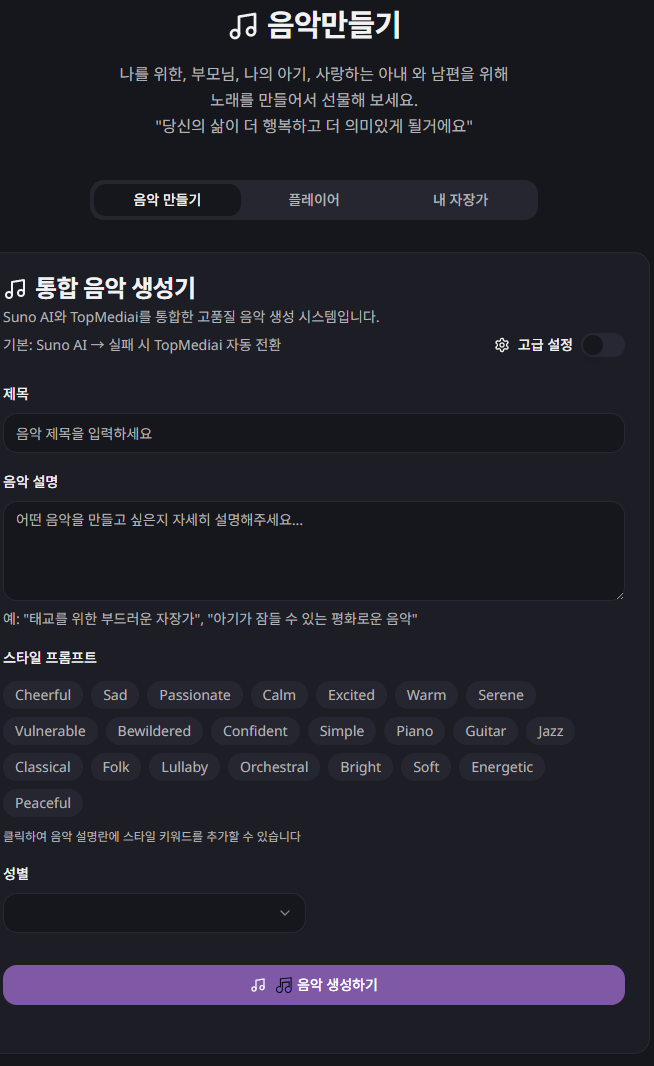 음악만들기
나를 위한, 부모님, 나의 아기, 사랑하는 아내 와 남편을 위해
노래를 만들어서 선물해 보세요.
"당신의 삶이 더 행복하고 더 의미있게 될거에요"
음악 만들기 플레이어 내 자장가
통합 음악 생성기
Suno AI와 TopMediai를 통합한 고품질 음악 생성 시스템입니다.
기본: Suno AI → 실패 시 TopMediai 자동 전환 고급 설정
제목
음악 제목을 입력하세요
음악 설명
어떤 음악을 만들고 싶은지 자세히 설명해주세요...
예: "태교를 위한 부드러운 자장가", "아기가 잠들 수 있는 평화로운 음악"
스타일 프롬프트
Cheerful Sad Passionate Calm Excited Warm Serene
Vulnerable Bewildered Confident Simple Piano Guitar Jazz
Classical Folk Lullaby Orchestral Bright Soft Energetic
Peaceful
클릭하여 음악 설명란에 스타일 키워드를 추가할 수 있습니다
성별
음악 생성하기